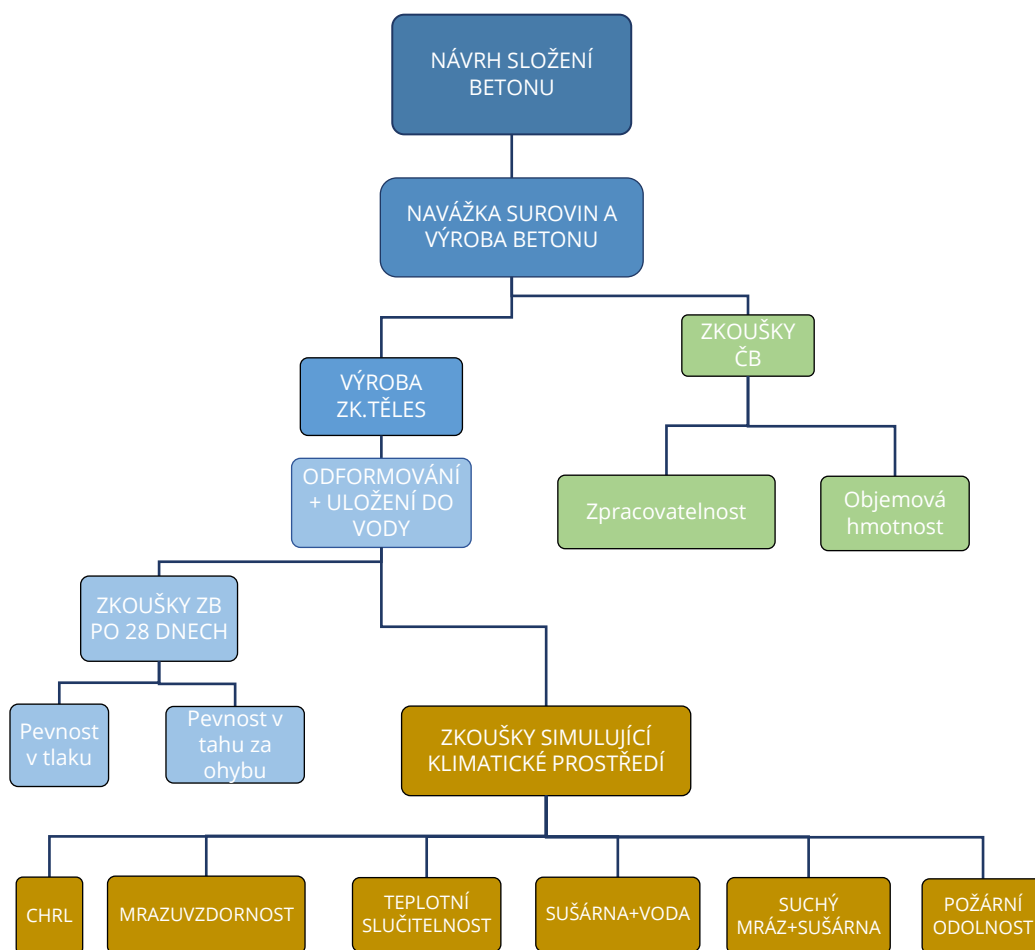 NÁVRH SLOŽENÍ
BETONU
NAVÁŽKA SUROVIN A
VÝROBA BETONU
ZKOUŠKY
ČB
VÝROBA
ZK.TĚLES
ODFORMOVÁNÍ
+ ULOŽENÍ DO
VODY
Zpracovatelnost
Objemová
hmotnost
ZKOUŠKY ZB
PO 28 DNECH
Pevnost
v tlaku
Pevnost v
tahu za
ohybu
ZKOUŠKY SIMULUJÍCÍ
KLIMATICKÉ PROSTŘEDÍ
CHRL
MRAZUVZDORNOST
TEPLOTNÍ
SLUČITELNOST
SUŠÁRNA+VODA
SUCHÝ
MRÁZ+SUŠÁRNA
POŽÁRNÍ
ODOLNOST